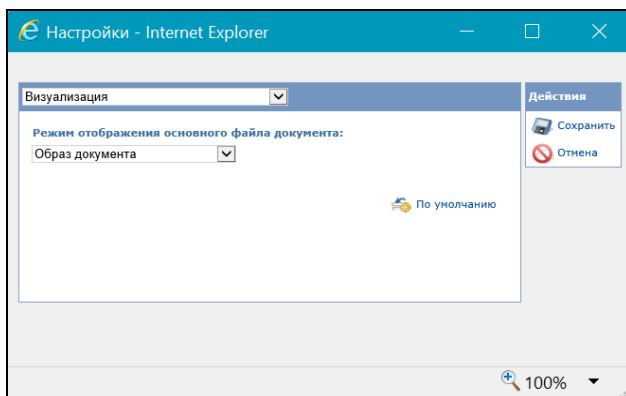 Настройки - Internet Explorer
Визуализация
Действия
Режим отображения основного файла документа:
Образ документа
Сохранить
Отмена
По умолчанию
100%